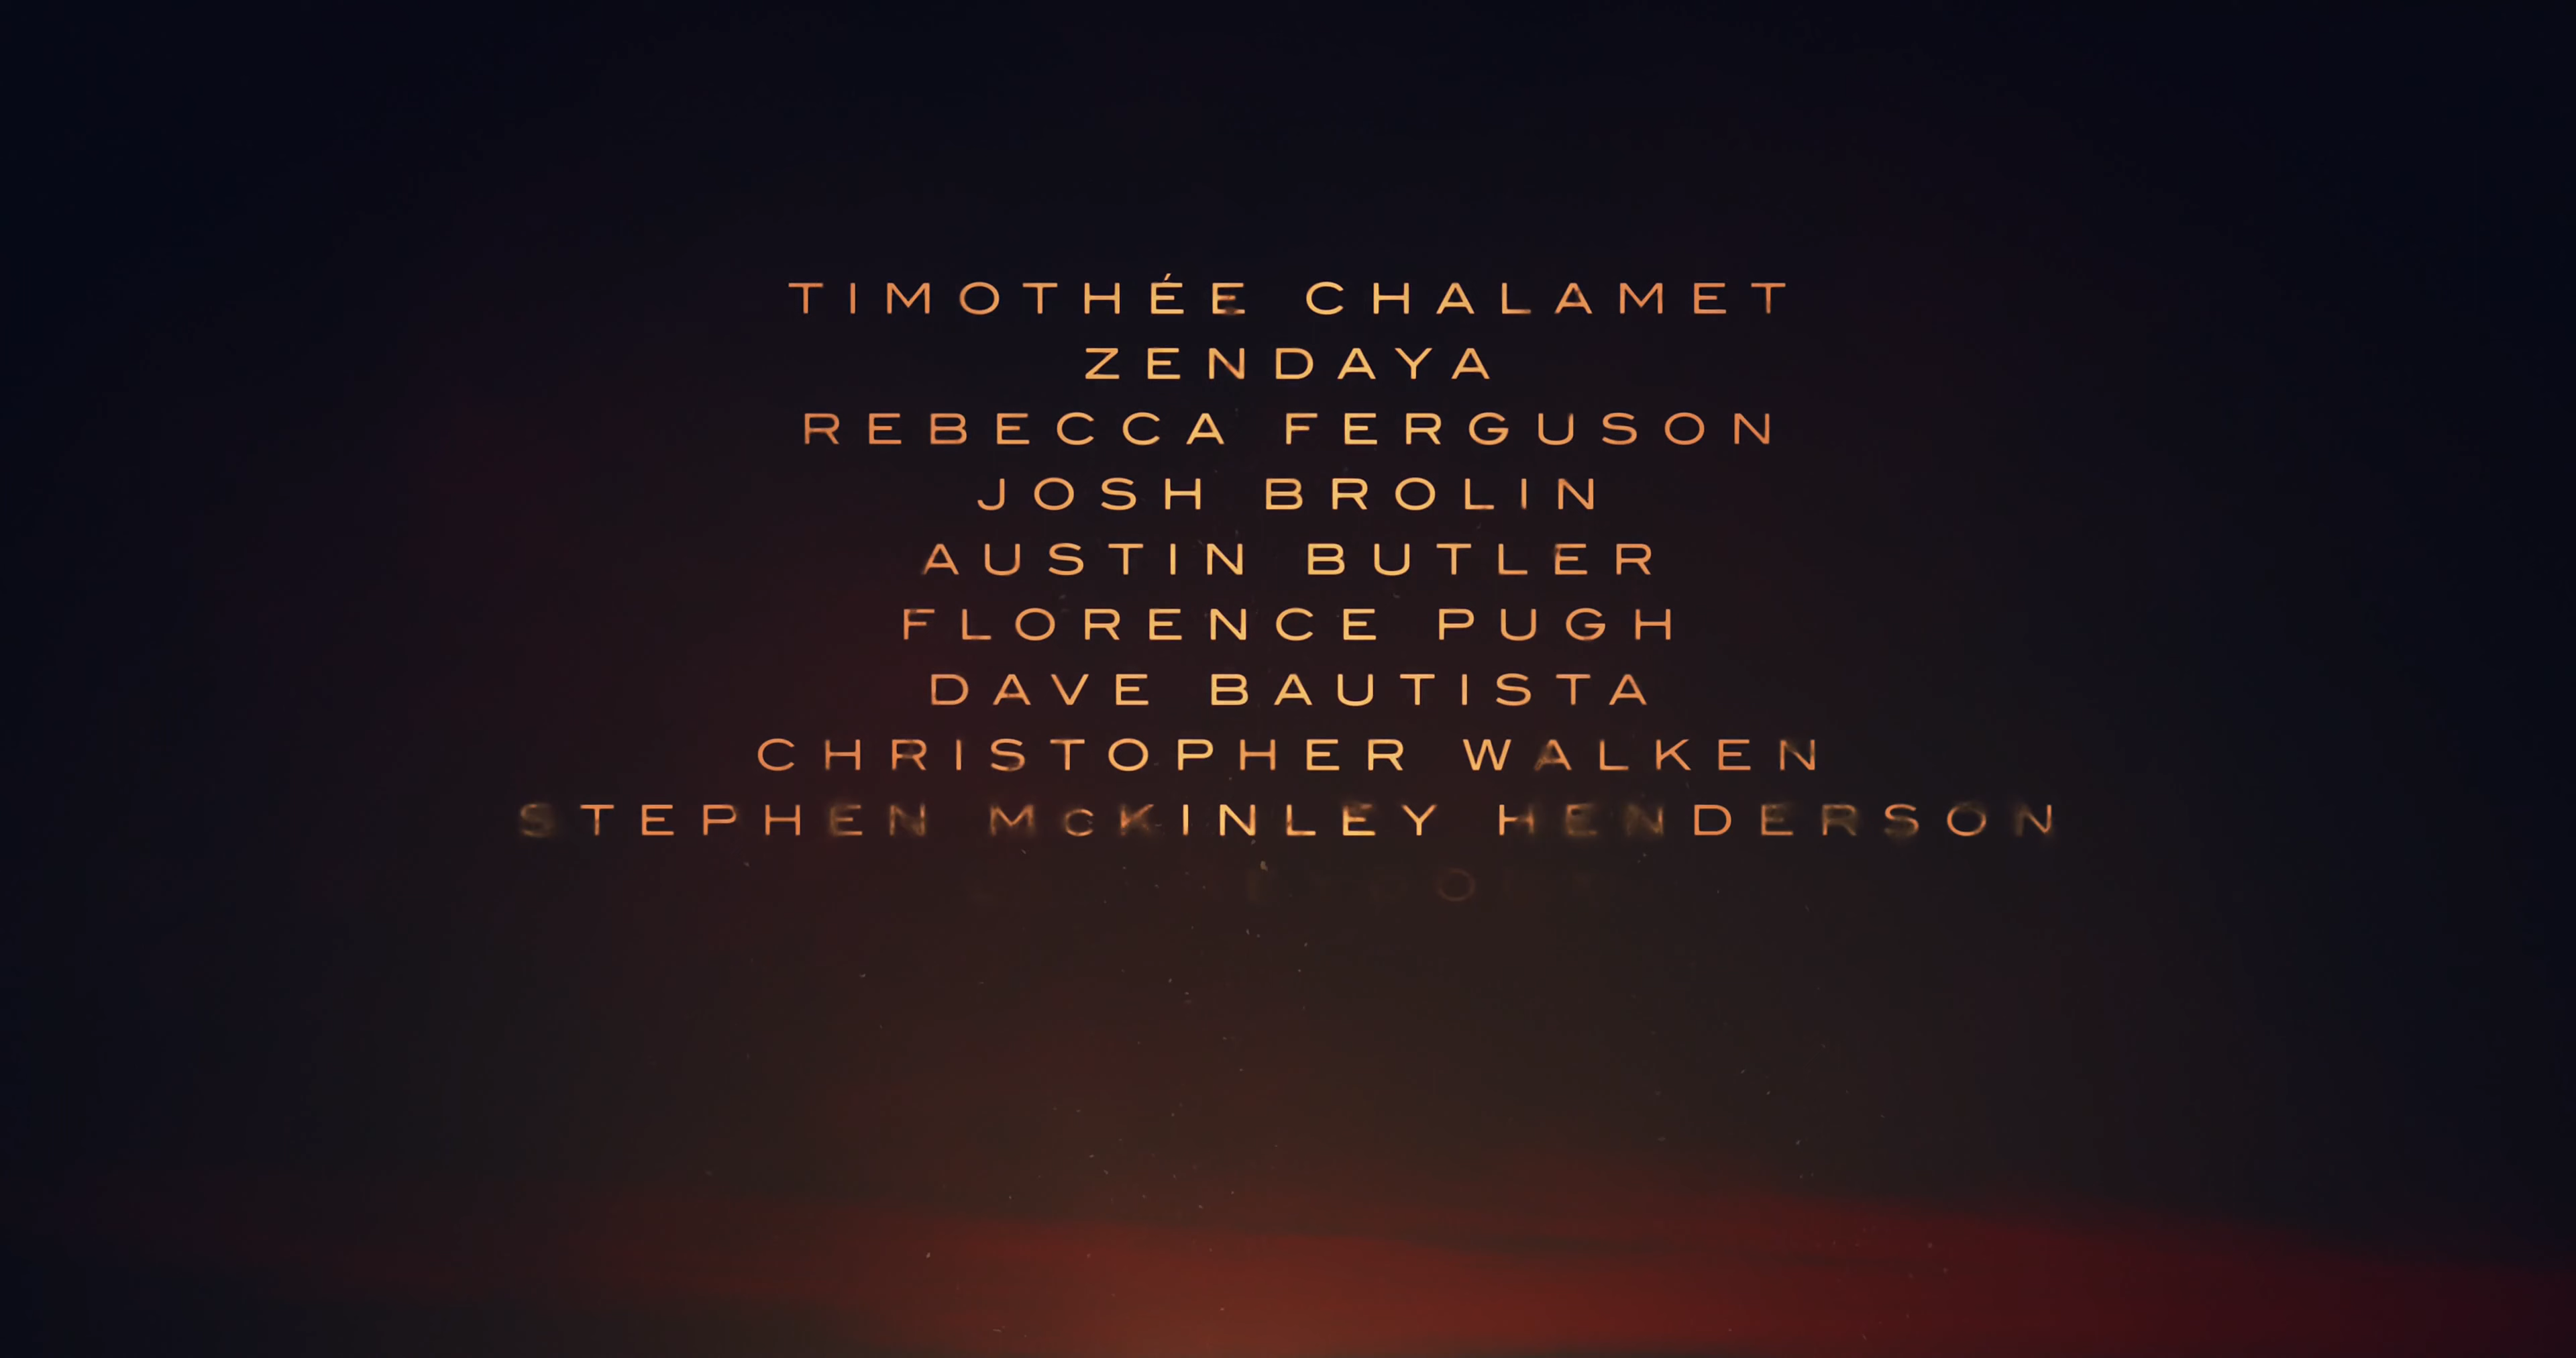 TIMOTHÉE CHALAMET
ZENDAYA
REBECCA FERGUSON
JOSH BROLIN
AUSTIN BUTLER
FLORENCE PUGH
DAVE BAUTISTA
CHRISTOPHER WALKEN
STEPHEN McKINLEY HENDERSON